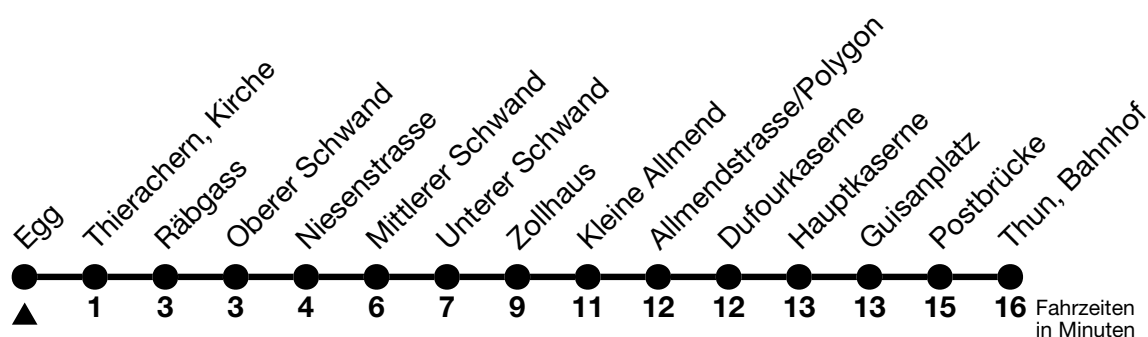 Egg
Thierachern, Kirche
Räbgass
Oberer Schwand
Niesenstrasse
Mittlerer Schwand
Unterer Schwand
Zollhaus
Kleine Allmend
Allmendstrasse/Polygon
Dufourkaserne
Hauptkaserne
Guisanplatz
Postbrücke
Thun, Bahnhof
1 3 3 4 6 7 9 11 12 12 13 13 15 16 Fahrzeiten
in Minuten